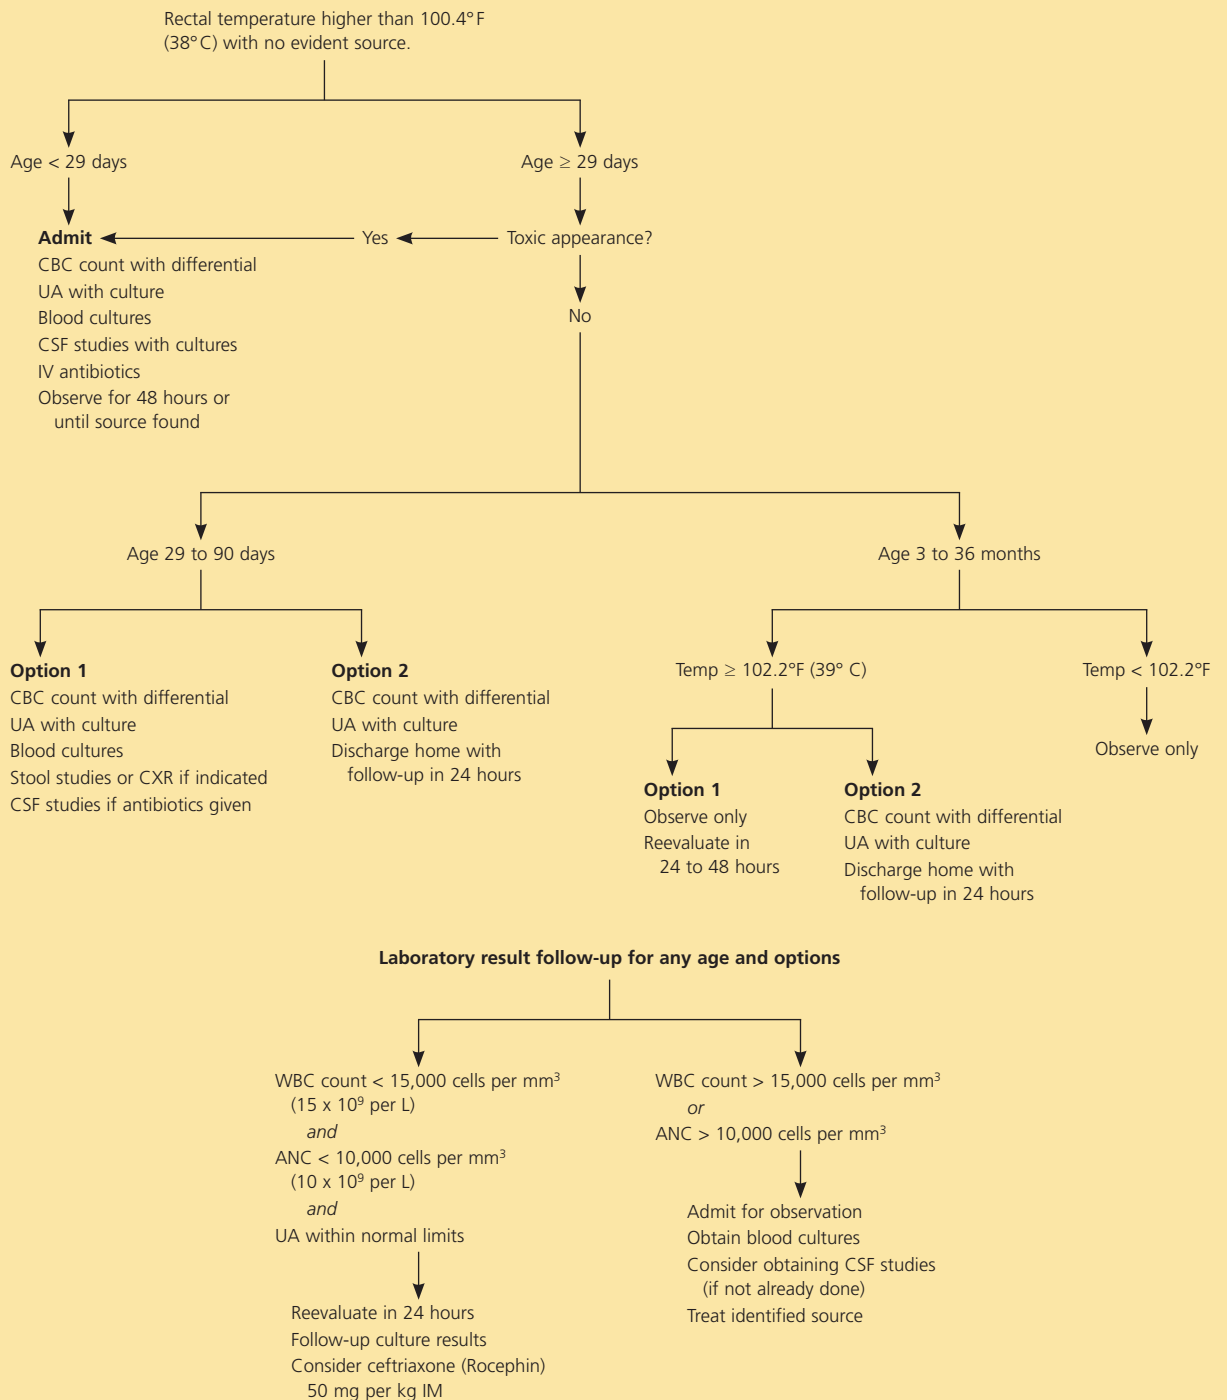 Rectal temperature higher than 100.4°F
(38°C) with no evident source.
Age < 29 days
Age ≥ 29 days
Admit
Yes
Toxic appearance?
CBC count with differential
UA with culture
Blood cultures
CSF studies with cultures
IV antibiotics
Observe for 48 hours or
until source found
No
Age 29 to 90 days
Age 3 to 36 months
Option 1
CBC count with differential
UA with culture
Blood cultures
Stool studies or CXR if indicated
CSF studies if antibiotics given
Option 2
CBC count with differential
UA with culture
Discharge home with
follow-up in 24 hours
Temp ≥ 102.2°F (39° C)
Temp < 102.2°F
Observe only
Option 1
Observe only
Reevaluate in
24 to 48 hours
Option 2
CBC count with differential
UA with culture
Discharge home with
follow-up in 24 hours
Laboratory result follow-up for any age and options
WBC count < 15,000 cells per mm³
(15 x 10⁹ per L)
and
ANC < 10,000 cells per mm³
(10 x 10⁹ per L)
and
UA within normal limits
Reevaluate in 24 hours
Follow-up culture results
Consider ceftriaxone (Rocephin)
50 mg per kg IM
WBC count > 15,000 cells per mm³
or
ANC > 10,000 cells per mm³
Admit for observation
Obtain blood cultures
Consider obtaining CSF studies
(if not already done)
Treat identified source